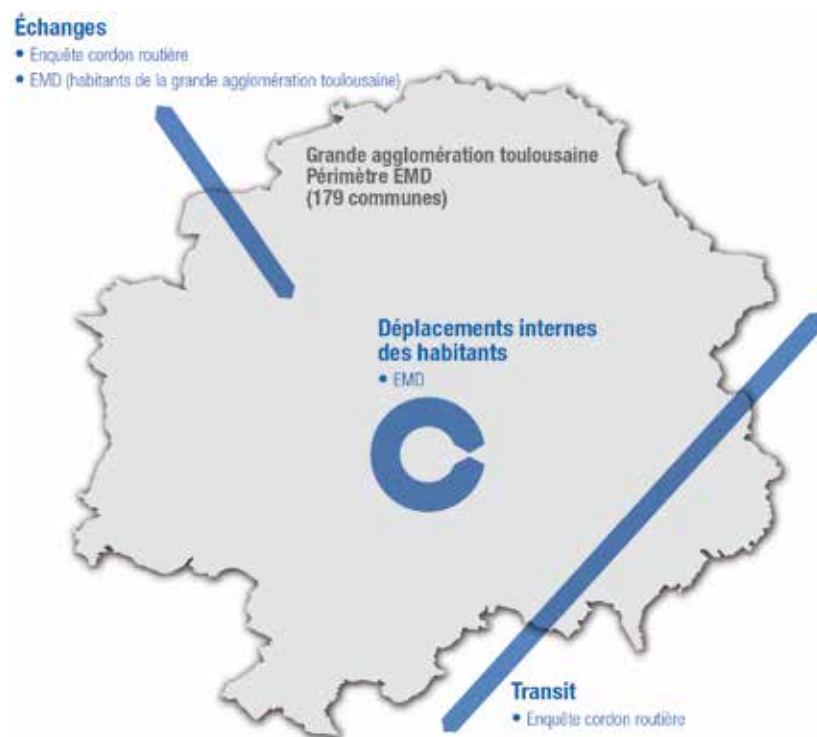 Échanges
• Enquête cordon routière
• EMD (habitants de la grande agglomération toulousaine)
Grande agglomération toulousaine
Périmètre EMD
(179 communes)
Déplacements internes
des habitants
• EMD
Transit
• Enquête cordon routière